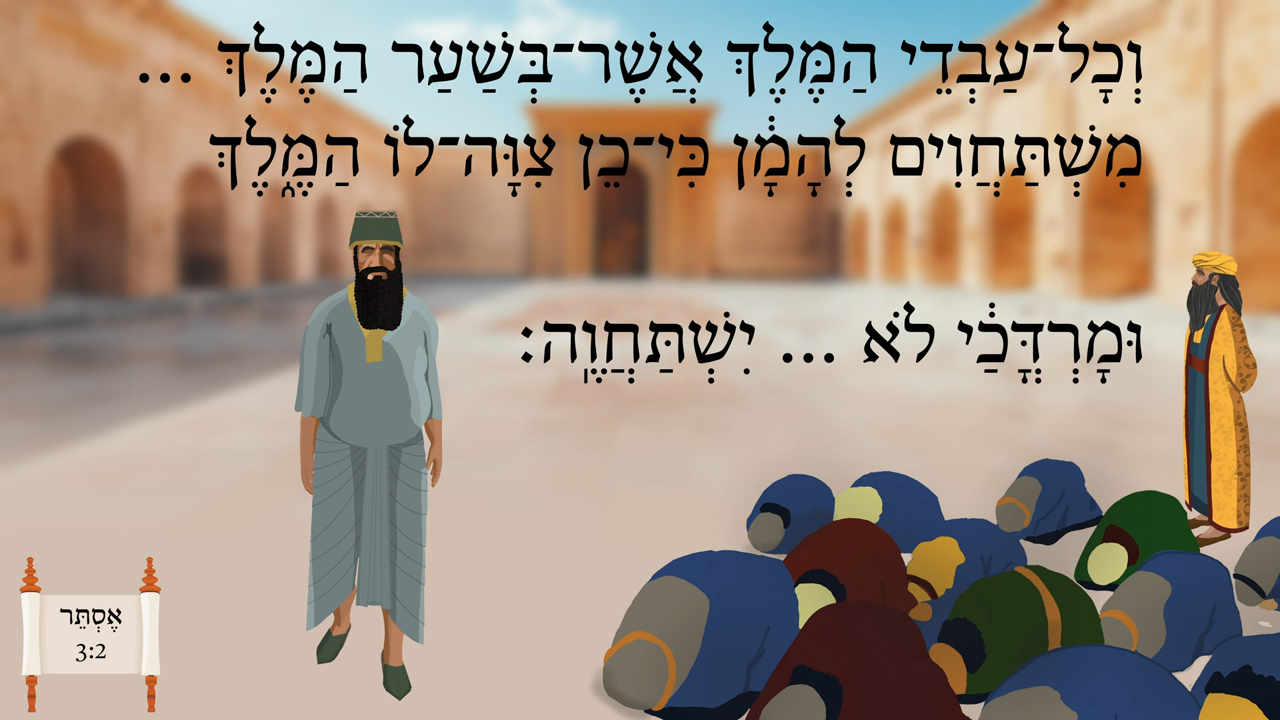 וְכָל־עַבְדֵי הַמֶּלֶךְ אֲשֶׁר־בְּשַׁעַר הַמֶּלֶךְ ...
מִשְׁתַּחֲוִים לְהָמָ֔ן כִּי־כֵן צִוָּה־לוֹ הַמֶּ֑לֶךְ
וּמָרְדֳּכַ֔י לֹא ... יִשְׁתַּחֲוֶֽה׃
אֶסְתֵּר
3:2